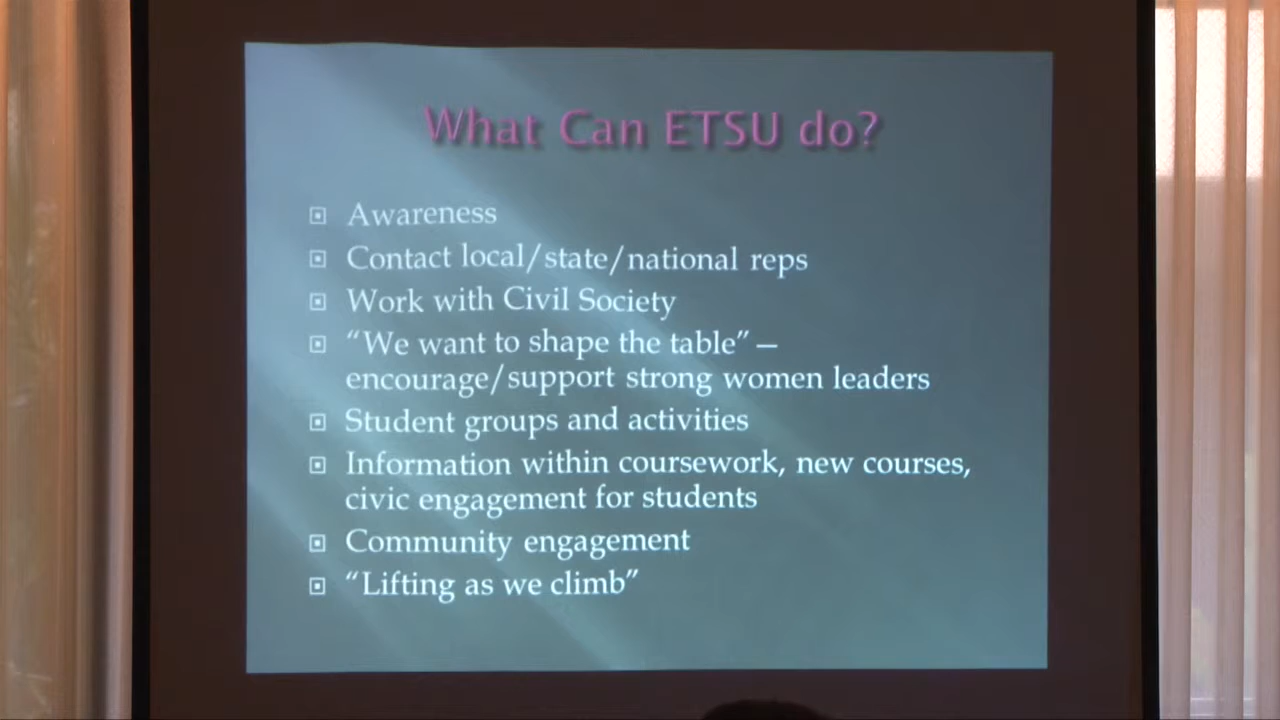 What Can ETSU do?
Awareness
Contact local/state/national reps
Work with Civil Society
“We want to shape the table” –
encourage/support strong women leaders
Student groups and activities
Information within coursework, new courses,
civic engagement for students
Community engagement
“Lifting as we climb”